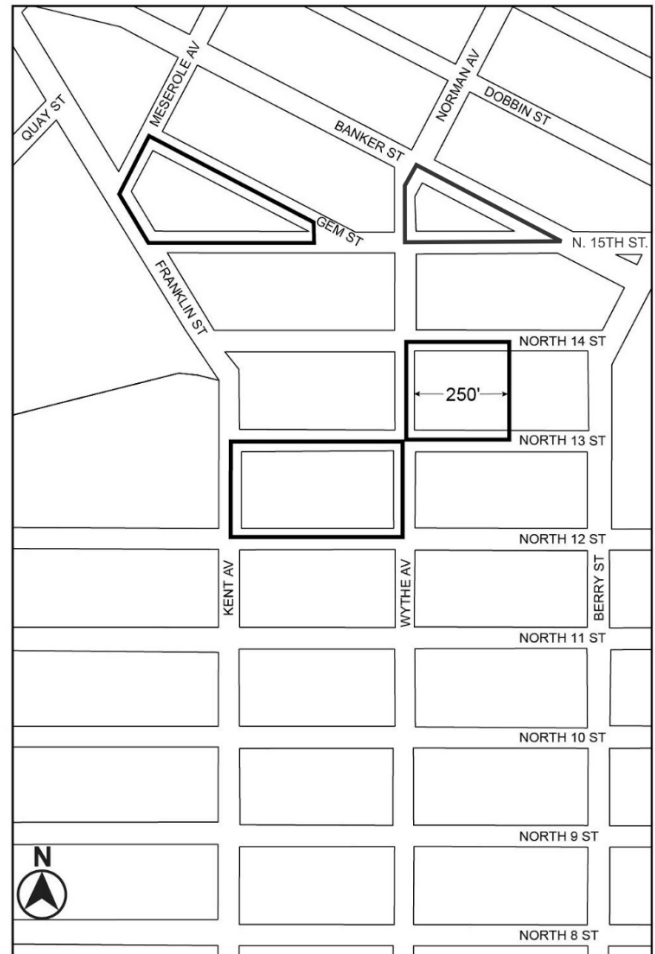 MESEROLE AV
NORMAN AV
DOBBIN ST
QUAY ST
BANKER ST
GEM ST
N. 15TH ST.
FRANKLIN ST
NORTH 14 ST
250'
NORTH 13 ST
NORTH 12 ST
KENT AV
WYTHE AV
BERRY ST
NORTH 11 ST
NORTH 10 ST
NORTH 9 ST
N
NORTH 8 ST